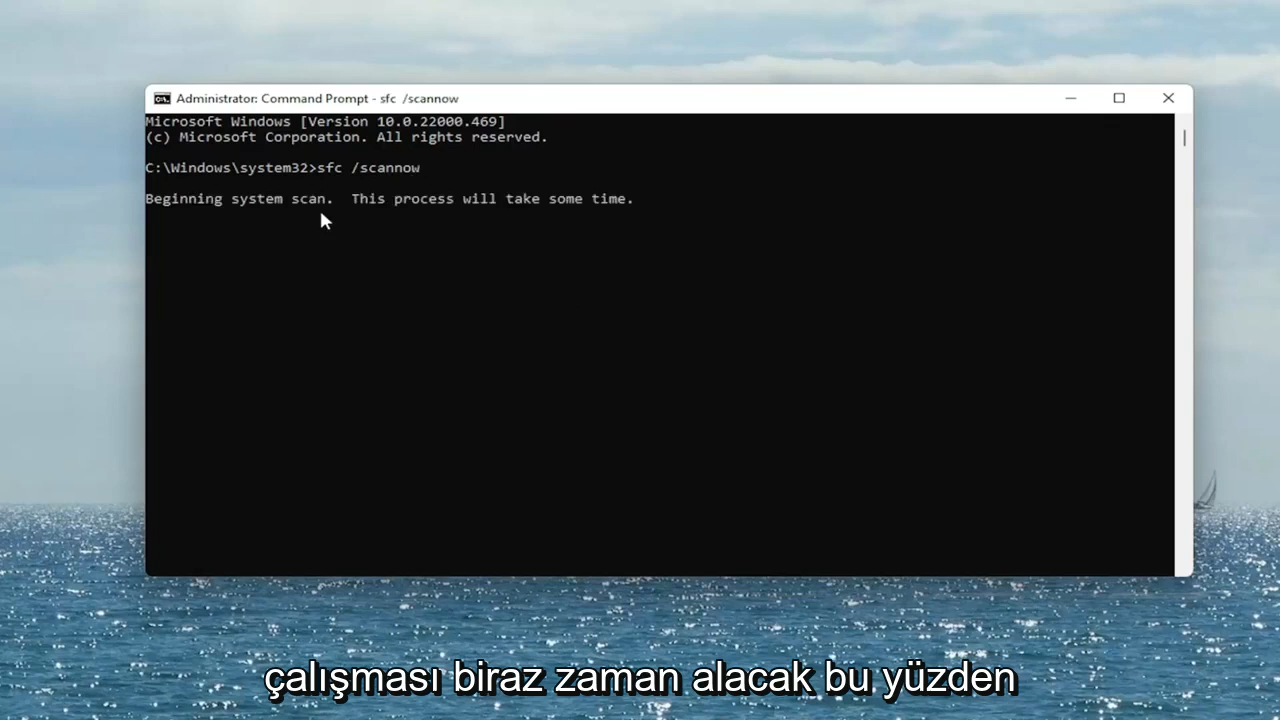 Administrator: Command Prompt - sfc  /scannow
Microsoft Windows [Version 10.0.22000.469]
(c) Microsoft Corporation. All rights reserved.
C:\Windows\system32>sfc /scannow
Beginning system scan.  This process will take some time.
çalışması biraz zaman alacak bu yüzden